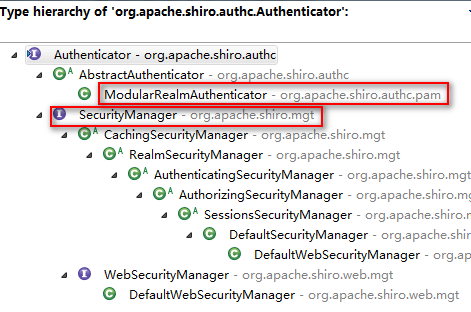 Type hierarchy of 'org.apache.shiro.authc.Authenticator':
Authenticator - org.apache.shiro.authc
AbstractAuthenticator - org.apache.shiro.authc
ModularRealmAuthenticator - org.apache.shiro.authc.pam
SecurityManager - org.apache.shiro.mgt
CachingSecurityManager - org.apache.shiro.mgt
RealmSecurityManager - org.apache.shiro.mgt
AuthenticatingSecurityManager - org.apache.shiro.mgt
AuthorizingSecurityManager - org.apache.shiro.mgt
SessionsSecurityManager - org.apache.shiro.mgt
DefaultSecurityManager - org.apache.shiro.mgt
DefaultWebSecurityManager - org.apache.shiro
WebSecurityManager - org.apache.shiro.web.mgt
DefaultWebSecurityManager - org.apache.shiro.web.mgt